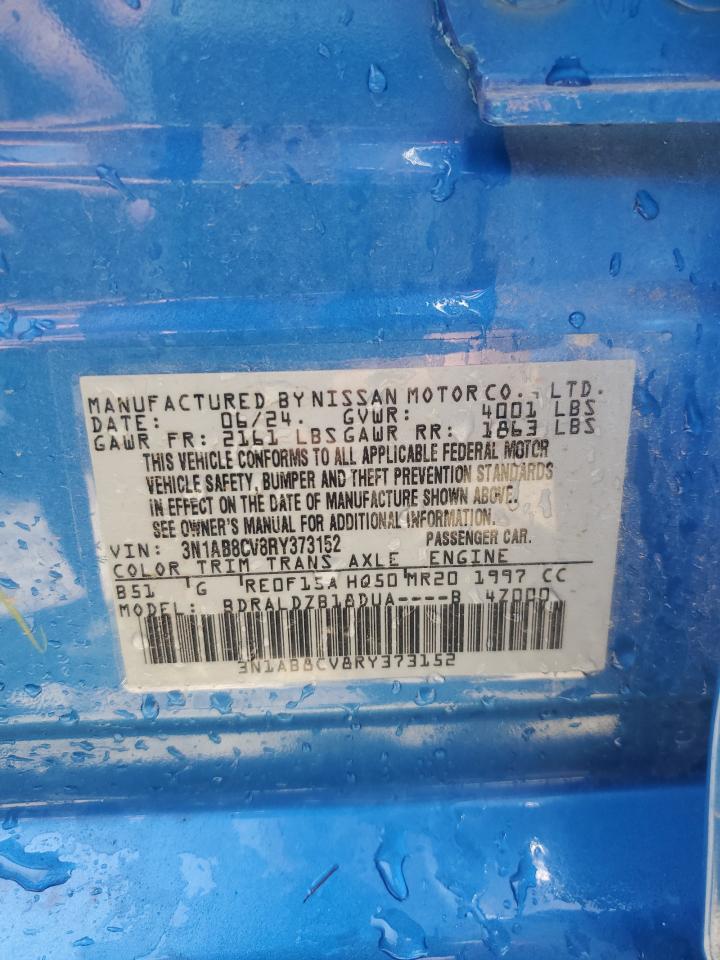 MANUFACTURED BY NISSAN MOTOR CO., LTD.
DATE: 06/24. GVWR: 4001 LBS
GAWR FR: 2161 LBS GAWR RR: 1863 LBS
THIS VEHICLE CONFORMS TO ALL APPLICABLE FEDERAL MOTOR
VEHICLE SAFETY, BUMPER AND THEFT PREVENTION STANDARDS
IN EFFECT ON THE DATE OF MANUFACTURE SHOWN ABOVE.
SEE OWNER'S MANUAL FOR ADDITIONAL INFORMATION.
VIN: 3N1AB8CV8RY373152 PASSENGER CAR.
COLOR TRIM TRANS AXLE ENGINE
B51 G RE0F15A HQ50 MR20 1997 CC
MODEL: BDRALDZB18DUA----B 4Z000
3N1AB8CV8RY373152